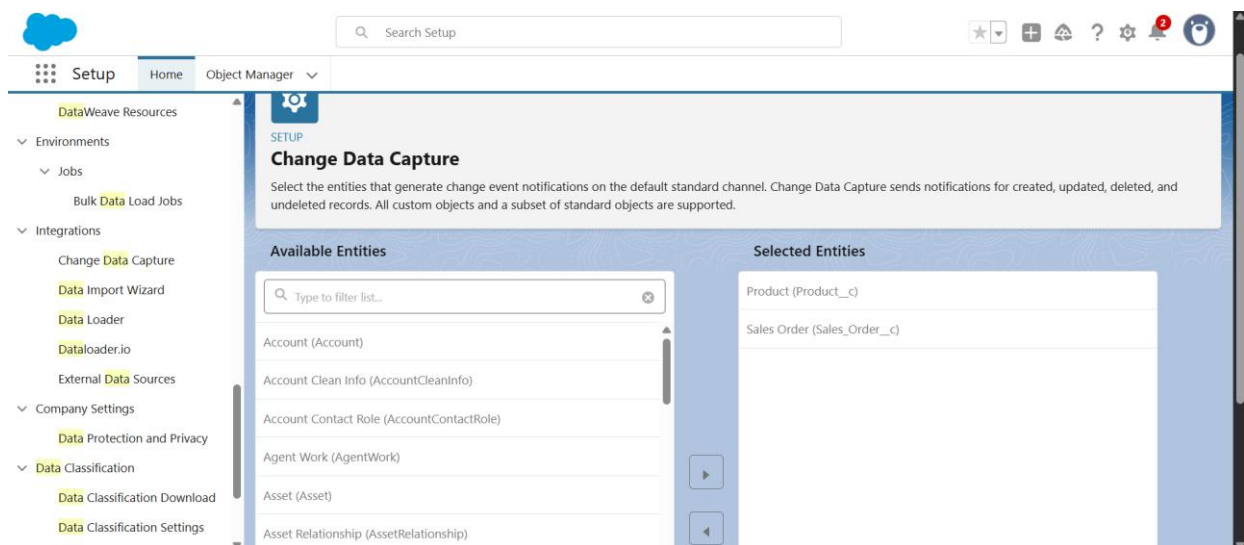 Search Setup
2
Setup
Home
Object Manager
DataWeave Resources
Environments
Jobs
Bulk Data Load Jobs
Integrations
Change Data Capture
Data Import Wizard
Data Loader
Dataloader.io
External Data Sources
Company Settings
Data Protection and Privacy
Data Classification
Data Classification Download
Data Classification Settings
SETUP
Change Data Capture
Select the entities that generate change event notifications on the default standard channel. Change Data Capture sends notifications for created, updated, deleted, and
undeleted records. All custom objects and a subset of standard objects are supported.
Available Entities
Type to filter list...
Account (Account)
Account Clean Info (AccountCleanInfo)
Account Contact Role (AccountContactRole)
Agent Work (AgentWork)
Asset (Asset)
Asset Relationship (AssetRelationship)
Selected Entities
Product (Product__c)
Sales Order (Sales_Order__c)